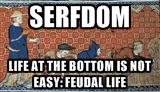 SERFDOM
LIFE AT THE BOTTOM IS NOT
EASY: FEUDAL LIFE